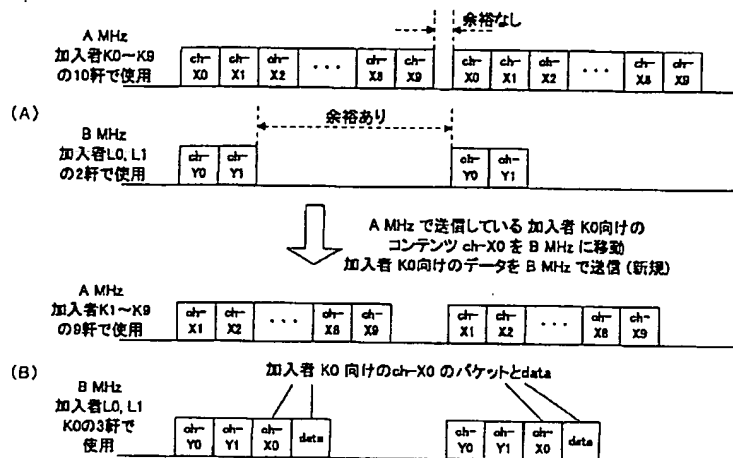 余裕なし
A MHz
加入者K0～K9
の10軒で使用
ch-X0 ch-X1 ch-X2 ・・・ ch-X8 ch-X9 ch-X0 ch-X1 ch-X2 ・・・ ch-X8 ch-X9
(A)
余裕あり
B MHz
加入者L0, L1
の2軒で使用
ch-Y0 ch-Y1 ch-Y0 ch-Y1
A MHz で送信している 加入者 K0向けの
コンテンツ ch-X0 を B MHz に移動
加入者 K0向けのデータを B MHz で送信 (新規)
A MHz
加入者K1～K9
の9軒で使用
ch-X1 ch-X2 ・・・ ch-X8 ch-X9 ch-X1 ch-X2 ・・・ ch-X8 ch-X9
(B)
加入者 K0 向けのch-X0 のパケットとdata
B MHz
加入者L0, L1
K0の3軒で
使用
ch-Y0 ch-Y1 ch-X0 data ch-Y0 ch-Y1 ch-X0 data